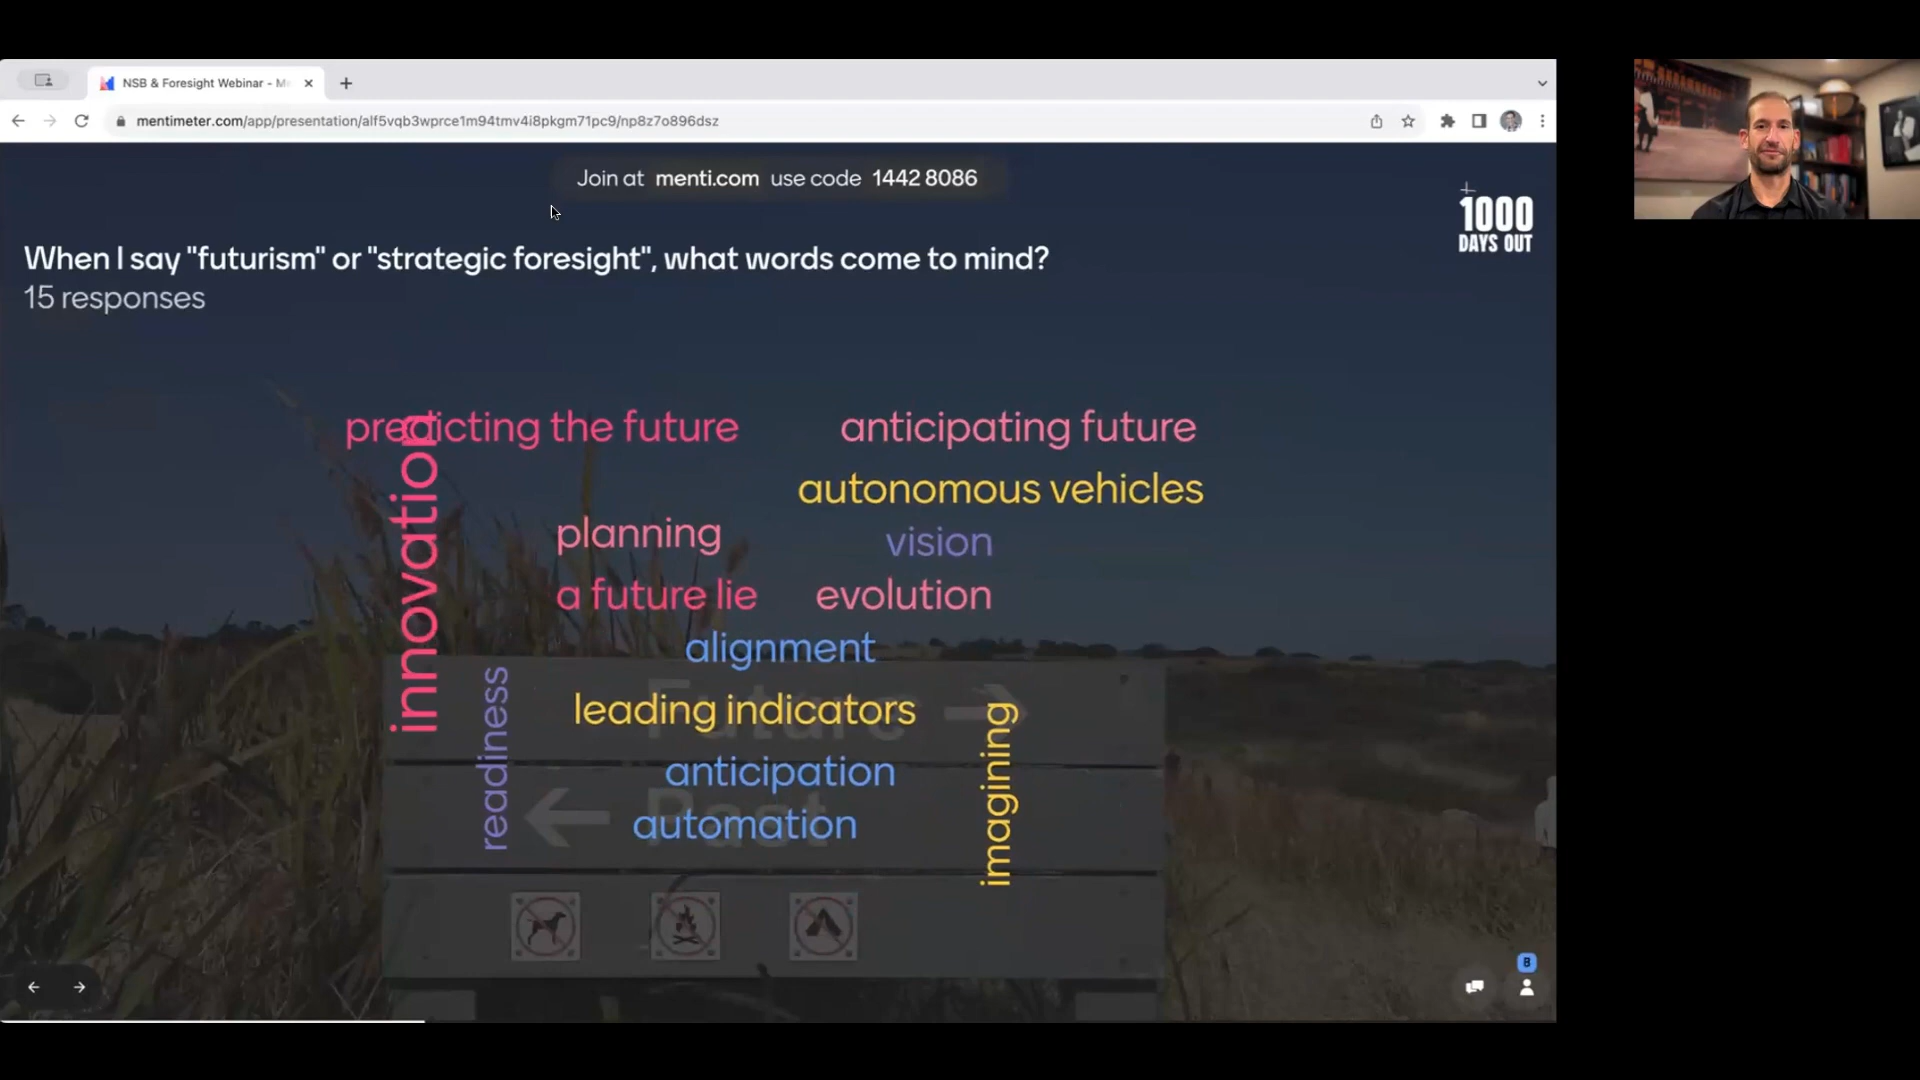 NSB & Foresight Webinar - M
mentimeter.com/app/presentation/alf5vqb3wprce1m94tmv4i8pkgm71pc9/np8z7o896dsz
Join at menti.com use code 1442 8086
1000
DAYS OUT
When I say "futurism" or "strategic foresight", what words come to mind?
15 responses
predicting the future
anticipating future
innovation
autonomous vehicles
planning
vision
a future lie
evolution
alignment
readiness
leading indicators
Future
imagining
anticipation
Past
automation
8